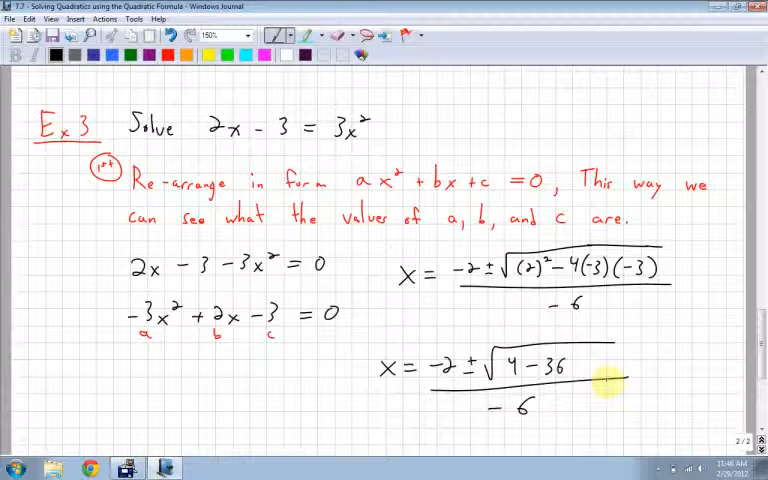 7.7 - Solving Quadratics using the Quadratic Formula - Windows Journal
File Edit View Insert Actions Tools Help
150%
B I
Ex 3 Solve 2x - 3 = 3x²
1st Re-arrange in form ax² + bx + c = 0, This way we
can see what the values of a, b, and c are.
2x - 3 - 3x² = 0
-3x² + 2x - 3 = 0
a b c
x = -2 ± √(2)² - 4(-3)(-3)
-6
x = -2 ± √4 - 36
-6
2/2
11:46 AM
2/29/2012